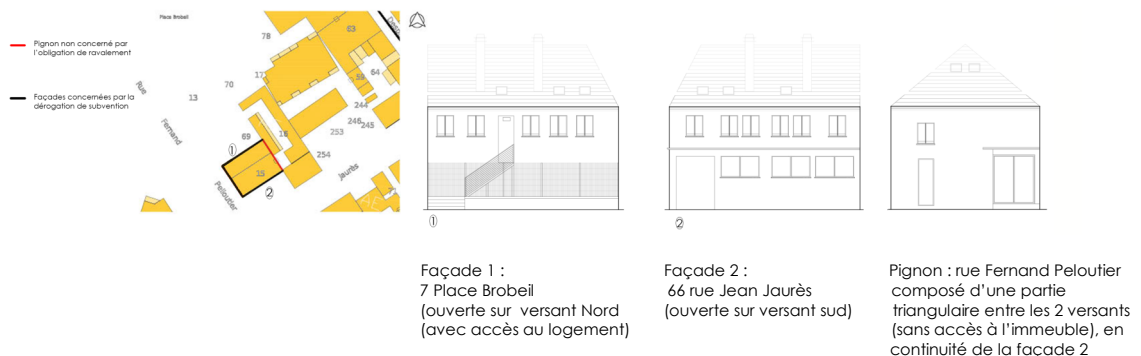 Place Brobeil
Pignon non concerné par
l'obligation de ravalement
Façades concernées par la
dérogation de subvention
Rue
Fernand
Peloutier
Jaurès
78
63
17
70
13
59
64
244
246
245
253
69
16
254
15
①
②
①
②
Façade 1 :
7 Place Brobeil
(ouverte sur versant Nord
(avec accès au logement)
Façade 2 :
66 rue Jean Jaurès
(ouverte sur versant sud)
Pignon : rue Fernand Peloutier
composé d'une partie
triangulaire entre les 2 versants
(sans accès à l'immeuble), en
continuité de la façade 2